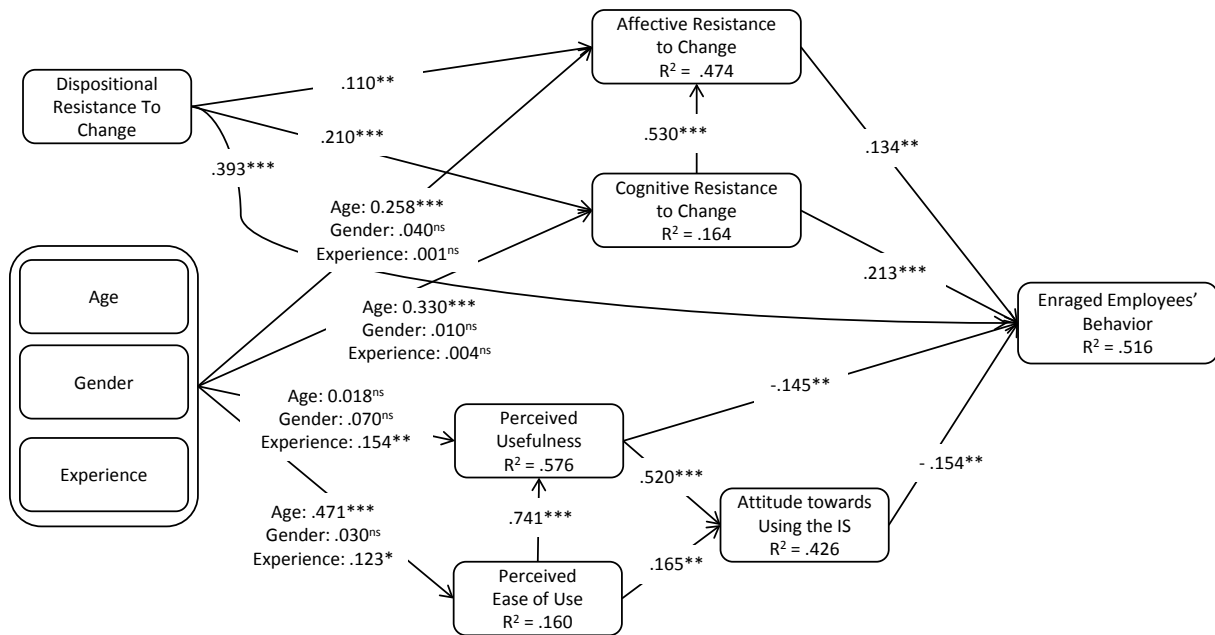 Affective Resistance
to Change
R² = .474
Dispositional
Resistance To
Change
.110**
.210***
.530***
.134**
.393***
Cognitive Resistance
to Change
R² = .164
Age: 0.258***
Gender: .040ⁿˢ
Experience: .001ⁿˢ
.213***
Age
Age: 0.330***
Gender: .010ⁿˢ
Experience: .004ⁿˢ
Enraged Employees’
Behavior
R² = .516
Gender
Age: 0.018ⁿˢ
Gender: .070ⁿˢ
Experience: .154**
-.145**
Perceived
Usefulness
R² = .576
Experience
.520***
- .154**
Age: .471***
Gender: .030ⁿˢ
Experience: .123*
.741***
Attitude towards
Using the IS
R² = .426
.165**
Perceived
Ease of Use
R² = .160